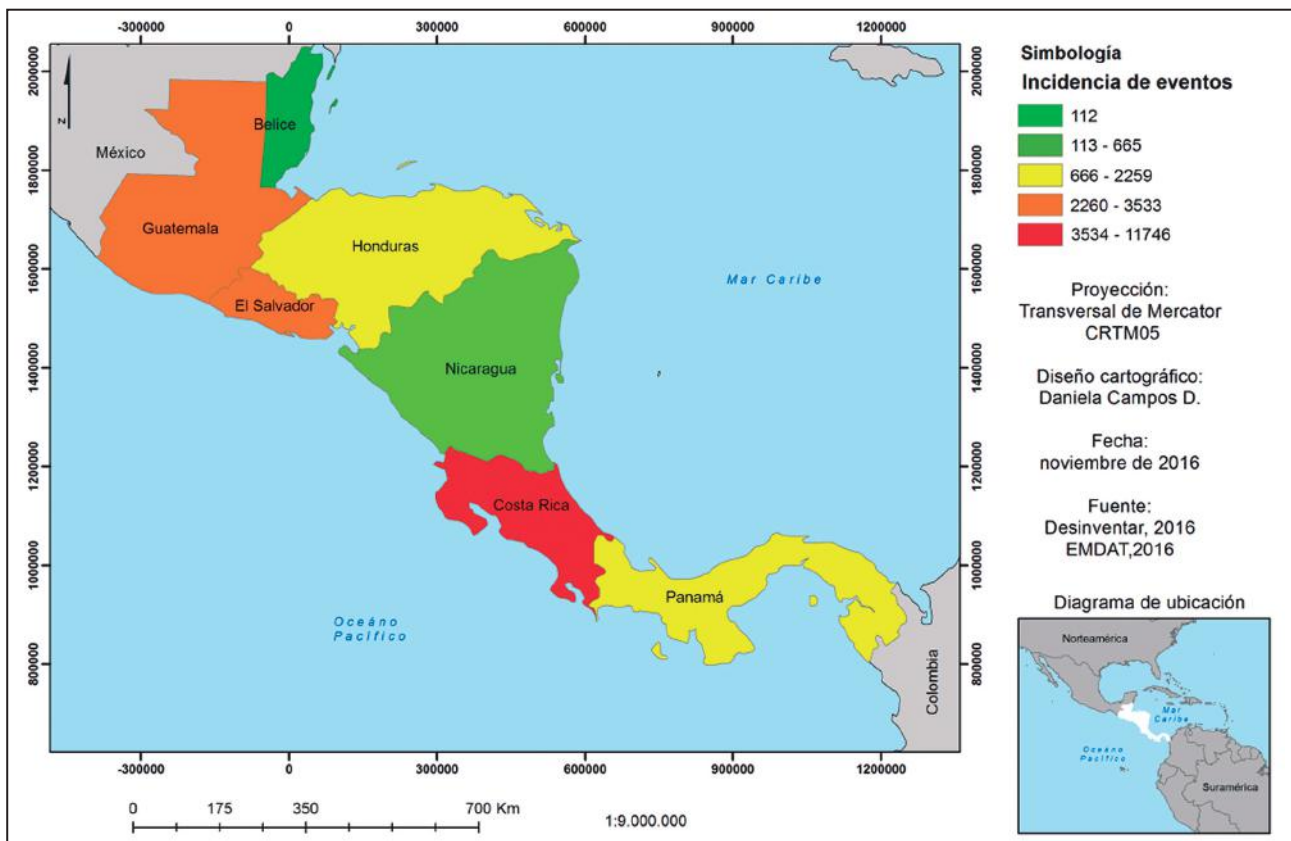 -300000
0
300000
600000
900000
1200000
2000000
1800000
1600000
1400000
1200000
1000000
800000
2000000
1800000
1600000
1400000
1200000
1000000
800000
N
México
Belice
Guatemala
Honduras
El Salvador
Nicaragua
Costa Rica
Panamá
Colombia
Mar Caribe
Oceáno
Pacífico
-300000
0
300000
600000
900000
1200000
0 175 350 700 Km
1:9.000.000
Simbología
Incidencia de eventos
112
113 - 665
666 - 2259
2260 - 3533
3534 - 11746
Proyección:
Transversal de Mercator
CRTM05
Diseño cartográfico:
Daniela Campos D.
Fecha:
noviembre de 2016
Fuente:
Desinventar, 2016
EMDAT,2016
Diagrama de ubicación
Norteamérica
Mar
Caribe
Oceáno
Pacífico
Suramérica